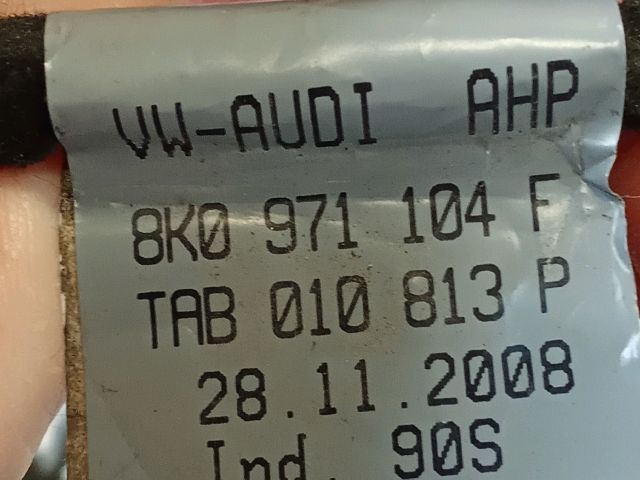 VW-AUDI AHP
8K0 971 104 F
TAB 010 813 P
28.11.2008
Ind. 90S